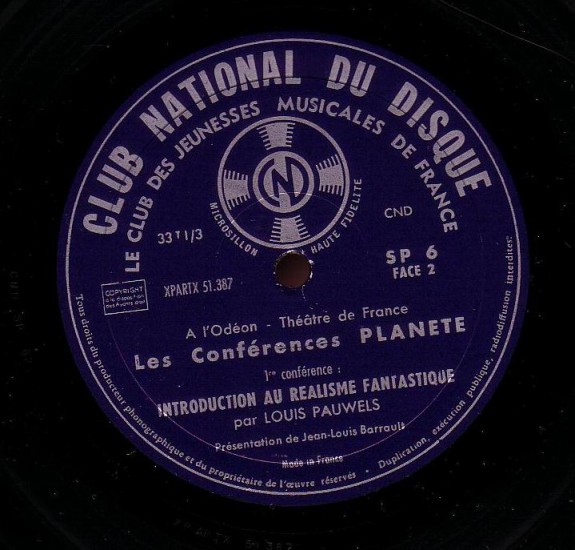 CLUB NATIONAL DU DISQUE
LE CLUB DES JEUNESSES MUSICALES DE FRANCE
CND
MICROSILLON HAUTE FIDELITE
33 T 1/3
CND
SP 6
FACE 2
XPARTX 51.387
COPYRIGHT
A l'Odéon - Théâtre de France
Les Conférences PLANETE
1re conférence :
INTRODUCTION AU REALISME FANTASTIQUE
par LOUIS PAUWELS
Présentation de Jean-Louis Barrault
Made in France
Tous droits du producteur phonographique et du propriétaire de l'œuvre réservés - Duplication, exécution publique, radiodiffusion interdites.